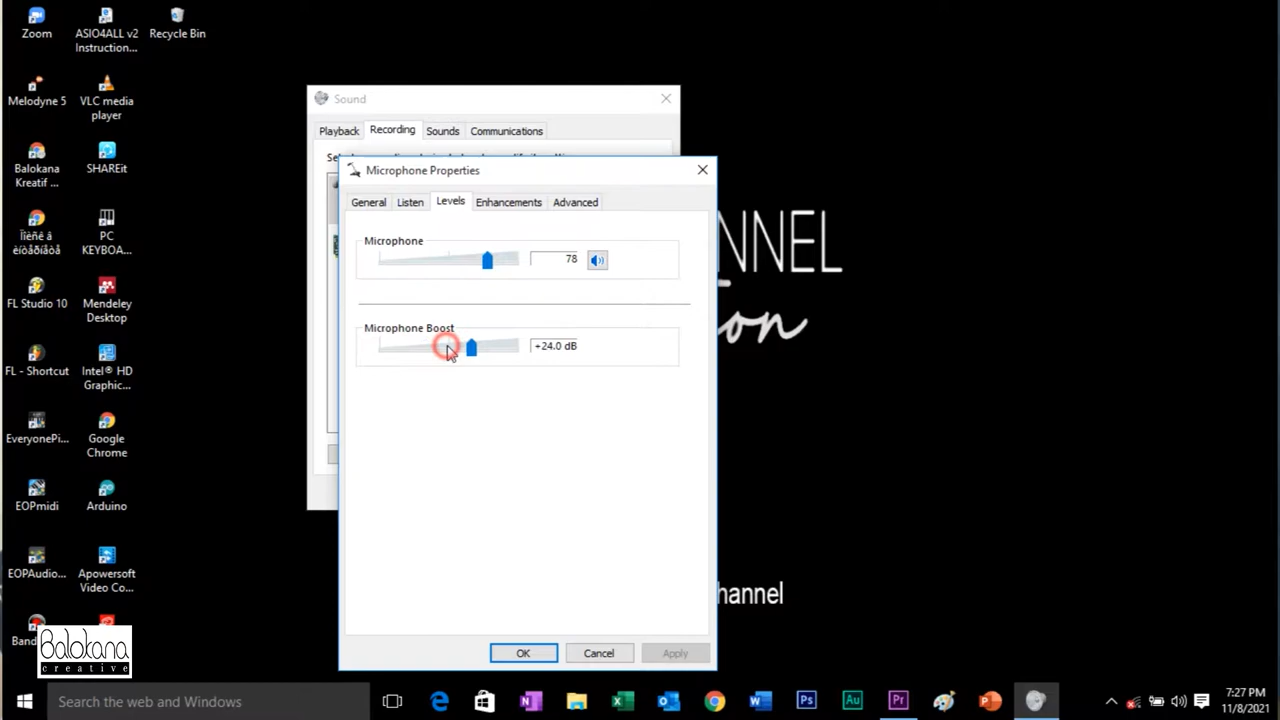 Zoom
ASIO4ALL v2
Instruction...
Recycle Bin
Melodyne 5
VLC media
player
Balokana
Kreatif ...
SHAREit
Ïîëñê â
èíòåðíåò
PC
KEYBOA...
FL Studio 10
Mendeley
Desktop
FL - Shortcut
Intel® HD
Graphic...
EveryonePi...
Google
Chrome
EOPmidi
Arduino
EOPAudio...
Apowersoft
Video Co...
Band
Balokana
creative
Sound
Playback
Recording
Sounds
Communications
Microphone Properties
General
Listen
Levels
Enhancements
Advanced
Microphone
78
Microphone Boost
+24.0 dB
OK
Cancel
Apply
NNEL
on
hannel
Search the web and Windows
7:27 PM
11/8/2021